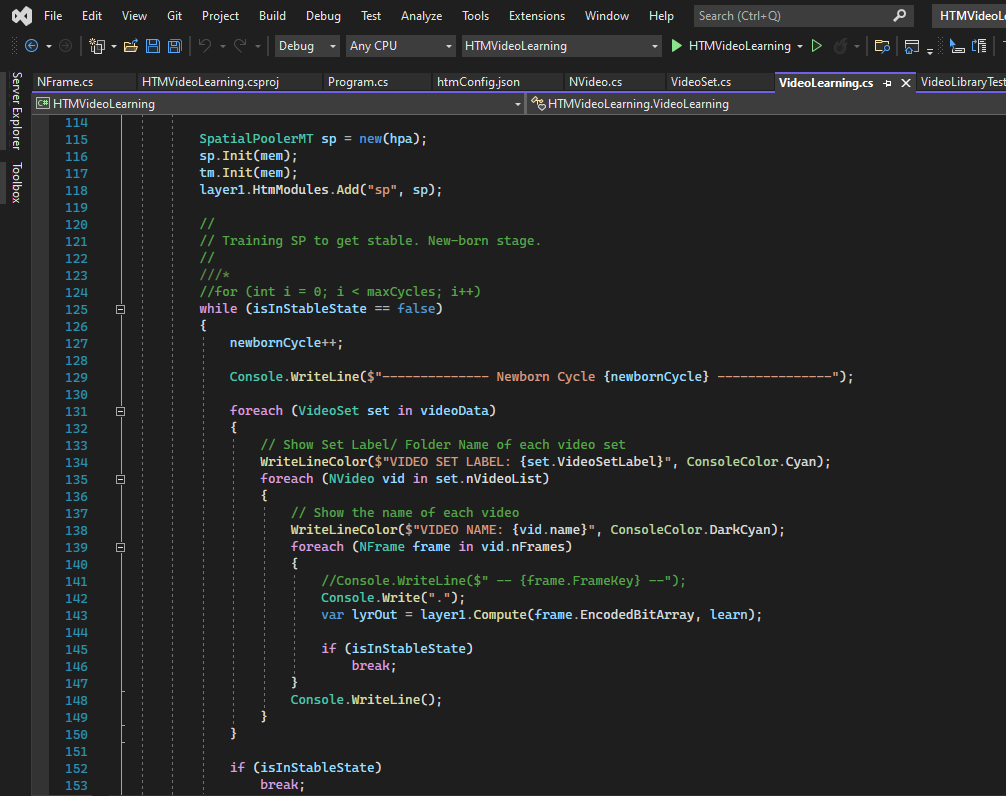 File Edit View Git Project Build Debug Test Analyze Tools Extensions Window Help Search (Ctrl+Q) HTMVideoLe
Debug Any CPU HTMVideoLearning HTMVideoLearning
NFrame.cs HTMVideoLearning.csproj Program.cs htmConfig.json NVideo.cs VideoSet.cs VideoLearning.cs VideoLibraryTest
Server Explorer
Toolbox
C# HTMVideoLearning HTMVideoLearning.VideoLearning
114
115 SpatialPoolerMT sp = new(hpa);
116 sp.Init(mem);
117 tm.Init(mem);
118 layer1.HtmModules.Add("sp", sp);
119
120 //
121 // Training SP to get stable. New-born stage.
122 //
123 ///*
124 //for (int i = 0; i < maxCycles; i++)
125 while (isInStableState == false)
126 {
127 newbornCycle++;
128
129 Console.WriteLine($"-------------- Newborn Cycle {newbornCycle} ---------------");
130
131 foreach (VideoSet set in videoData)
132 {
133 // Show Set Label/ Folder Name of each video set
134 WriteLineColor($"VIDEO SET LABEL: {set.VideoSetLabel}", ConsoleColor.Cyan);
135 foreach (NVideo vid in set.nVideoList)
136 {
137 // Show the name of each video
138 WriteLineColor($"VIDEO NAME: {vid.name}", ConsoleColor.DarkCyan);
139 foreach (NFrame frame in vid.nFrames)
140 {
141 //Console.WriteLine($" -- {frame.FrameKey} --");
142 Console.Write(".");
143 var lyrOut = layer1.Compute(frame.EncodedBitArray, learn);
144
145 if (isInStableState)
146 break;
147 }
148 Console.WriteLine();
149 }
150 }
151
152 if (isInStableState)
153 break;